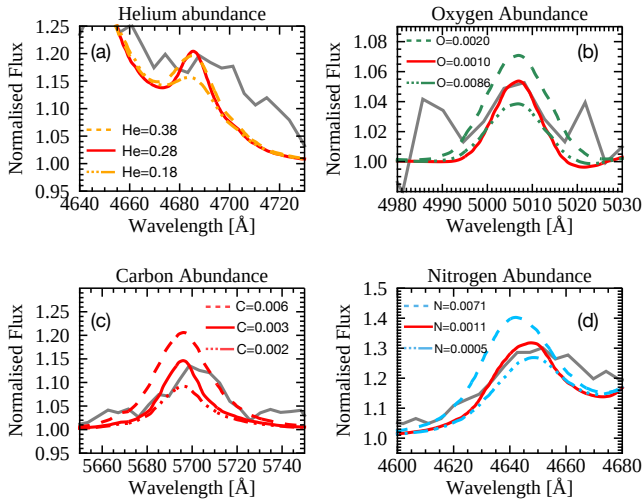 Helium abundance
(a)
He=0.38
He=0.28
He=0.18
1.25
1.20
1.15
1.10
1.05
1.00
0.95
Normalised Flux
4640 4660 4680 4700 4720
Wavelength [Å]
Oxygen Abundance
(b)
O=0.0020
O=0.0010
O=0.0086
1.08
1.06
1.04
1.02
1.00
Normalised Flux
4980 4990 5000 5010 5020 5030
Wavelength [Å]
Carbon Abundance
(c)
C=0.006
C=0.003
C=0.002
1.25
1.20
1.15
1.10
1.05
1.00
0.95
Normalised Flux
5660 5680 5700 5720 5740
Wavelength [Å]
Nitrogen Abundance
(d)
N=0.0071
N=0.0011
N=0.0005
1.5
1.4
1.3
1.2
1.1
1.0
Normalised Flux
4600 4620 4640 4660 4680
Wavelength [Å]